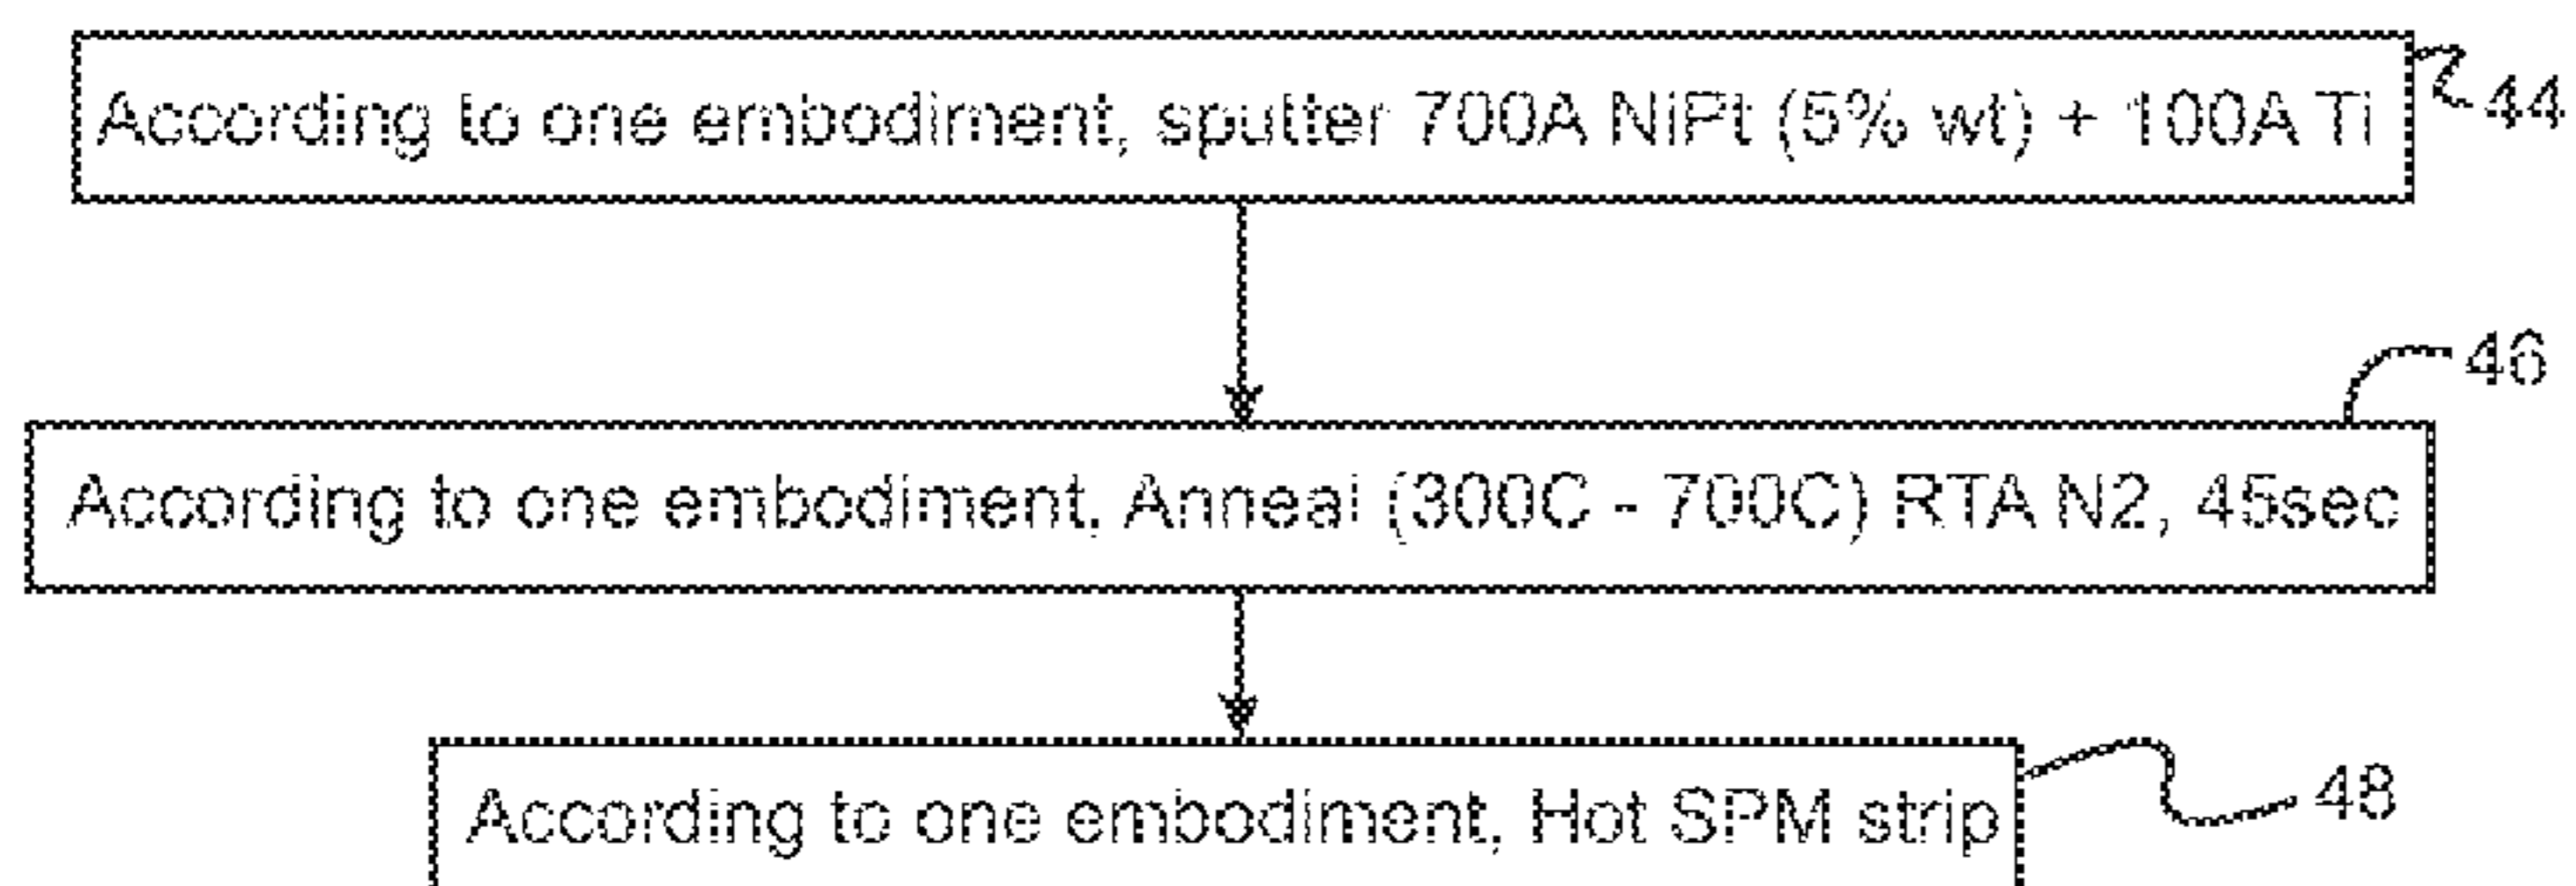 According to one embodiment, sputter 700A NiPt (5% wt) + 100A Ti
44
46
According to one embodiment, Anneal (300C - 700C) RTA N2, 45sec
According to one embodiment, Hot SPM strip
48